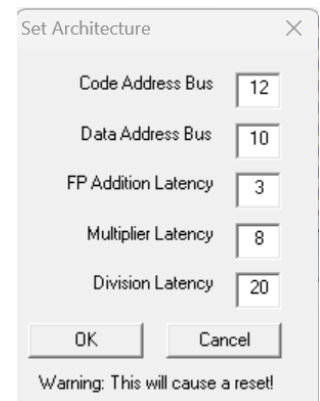 Set Architecture
Code Address Bus 12
Data Address Bus 10
FP Addition Latency 3
Multiplier Latency 8
Division Latency 20
OK Cancel
Warning: This will cause a reset!